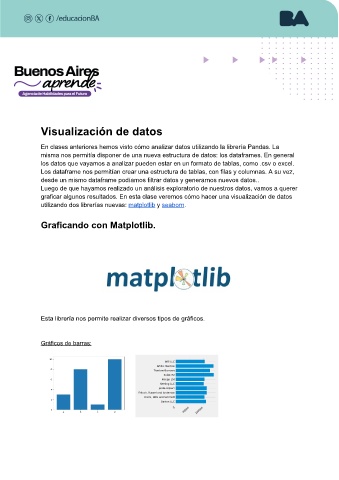 /educacionBA
BA
Buenos Aires
aprende
Agencia de Habilidades para el Futuro
Visualización de datos
En clases anteriores hemos visto cómo analizar datos utilizando la librería Pandas. La
misma nos permitía disponer de una nueva estructura de datos: los dataframes. En general
los datos que vayamos a analizar pueden estar en un formato de tablas, como .csv o excel.
Los dataframe nos permitían crear una estructura de tablas, con filas y columnas. A su vez,
desde un mismo dataframe podíamos filtrar datos y generarnos nuevos datos..
Luego de que hayamos realizado un análisis exploratorio de nuestros datos, vamos a querer
graficar algunos resultados. En esta clase veremos cómo hacer una visualización de datos
utilizando dos librerías nuevas: matplotlib y seaborn.
Graficando con Matplotlib.
matplotlib
Esta librería nos permite realizar diversos tipos de gráficos.
Gráficos de barras: